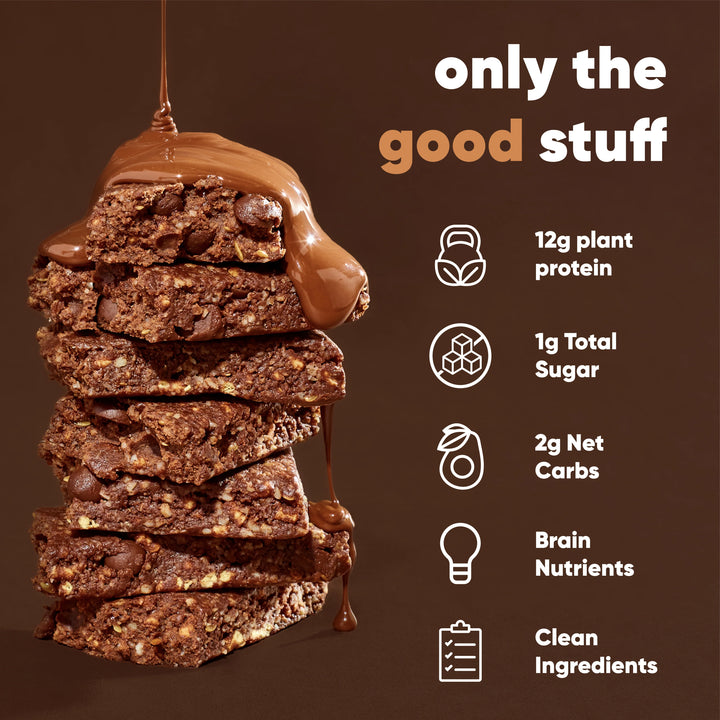 only the
good stuff
12g plant
protein
1g Total
Sugar
2g Net
Carbs
Brain
Nutrients
Clean
Ingredients